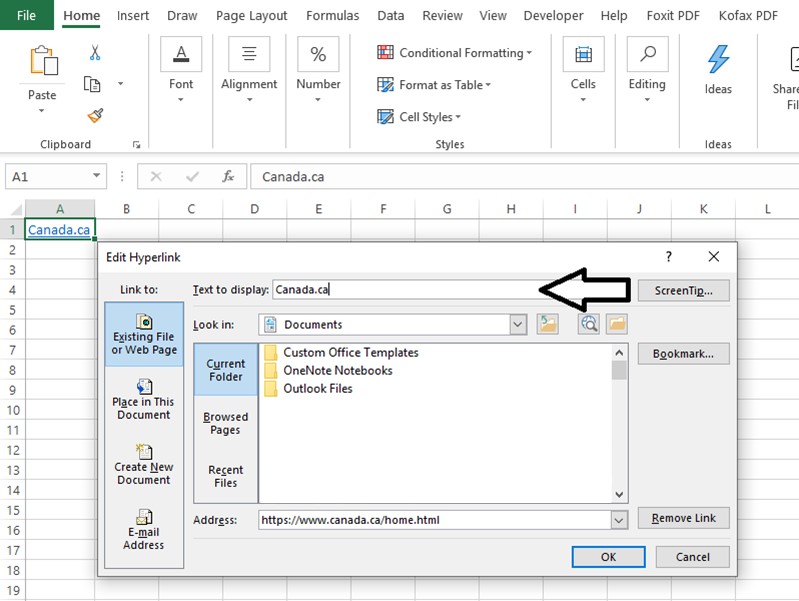 File Home Insert Draw Page Layout Formulas Data Review View Developer Help Foxit PDF Kofax PDF
Paste
Font
Alignment
%
Number
Conditional Formatting
Format as Table
Cell Styles
Cells
Editing
Ideas
Share
Fil
Clipboard
Styles
Ideas
A1
fx
Canada.ca
A B C D E F G H I J K L
1 Canada.ca
2
3
4
5
6
7
8
9
10
11
12
13
14
15
16
17
18
19
Edit Hyperlink
?
Link to:
Text to display: Canada.ca
ScreenTip...
Existing File
or Web Page
Place in This
Document
Create New
Document
E-mail
Address
Look in: Documents
Current
Folder
Browsed
Pages
Recent
Files
Custom Office Templates
OneNote Notebooks
Outlook Files
Bookmark...
Address: https://www.canada.ca/home.html
Remove Link
OK
Cancel